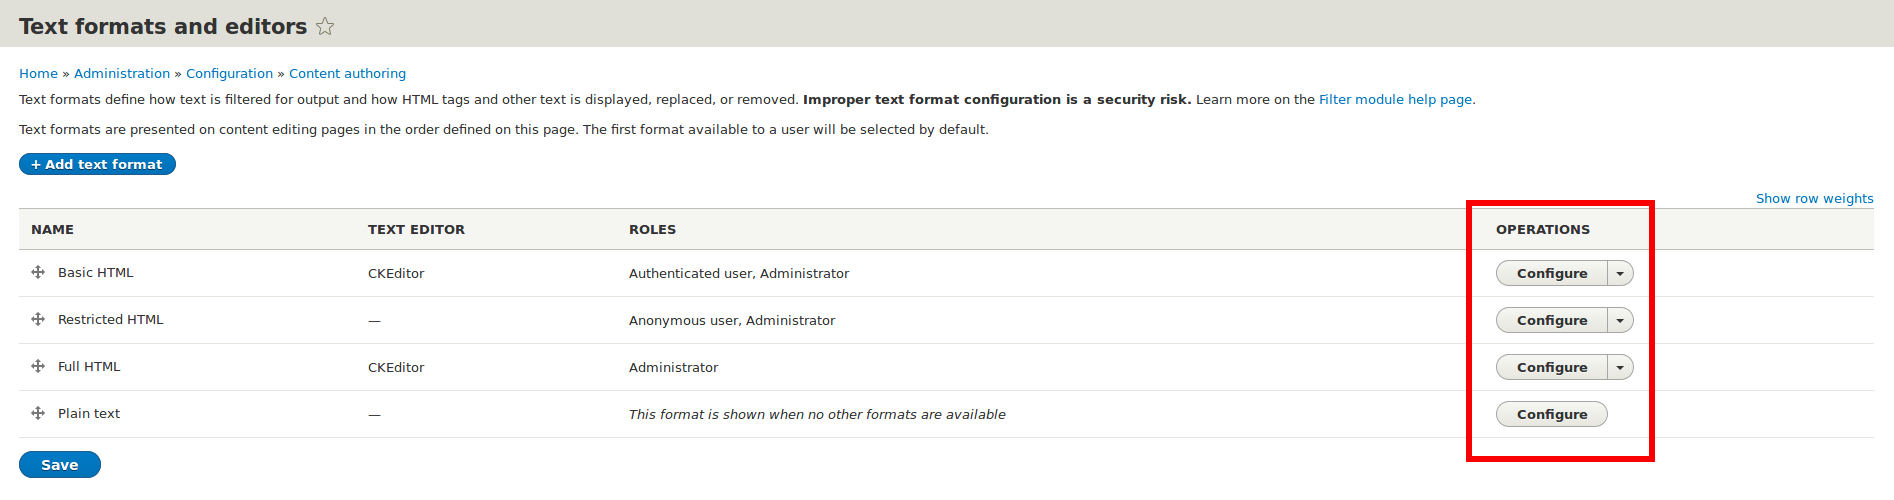 Text formats and editors
Home » Administration » Configuration » Content authoring
Text formats define how text is filtered for output and how HTML tags and other text is displayed, replaced, or removed. Improper text format configuration is a security risk. Learn more on the Filter module help page.
Text formats are presented on content editing pages in the order defined on this page. The first format available to a user will be selected by default.
+ Add text format
Show row weights
NAME TEXT EDITOR ROLES OPERATIONS
Basic HTML CKEditor Authenticated user, Administrator Configure
Restricted HTML — Anonymous user, Administrator Configure
Full HTML CKEditor Administrator Configure
Plain text — This format is shown when no other formats are available Configure
Save